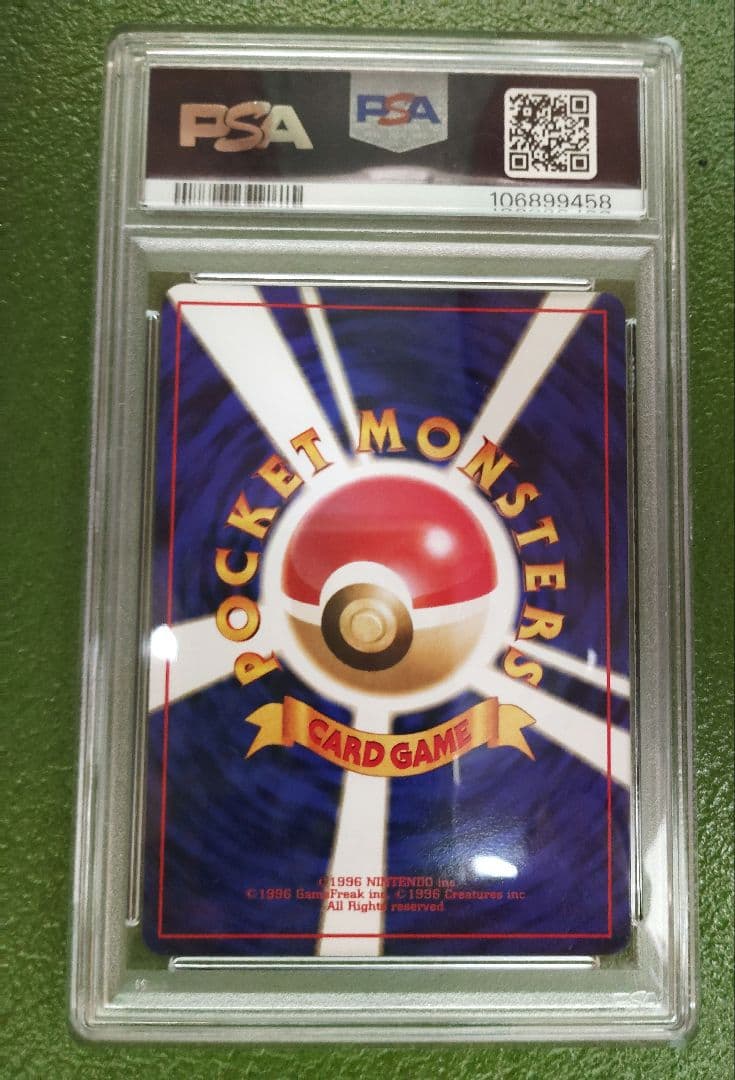 PSA
PSA
106899458
POCKET MONSTERS
CARD GAME
©1996 NINTENDO inc.
©1996 GameFreak inc. ©1996 Creatures inc
All Rights reserved